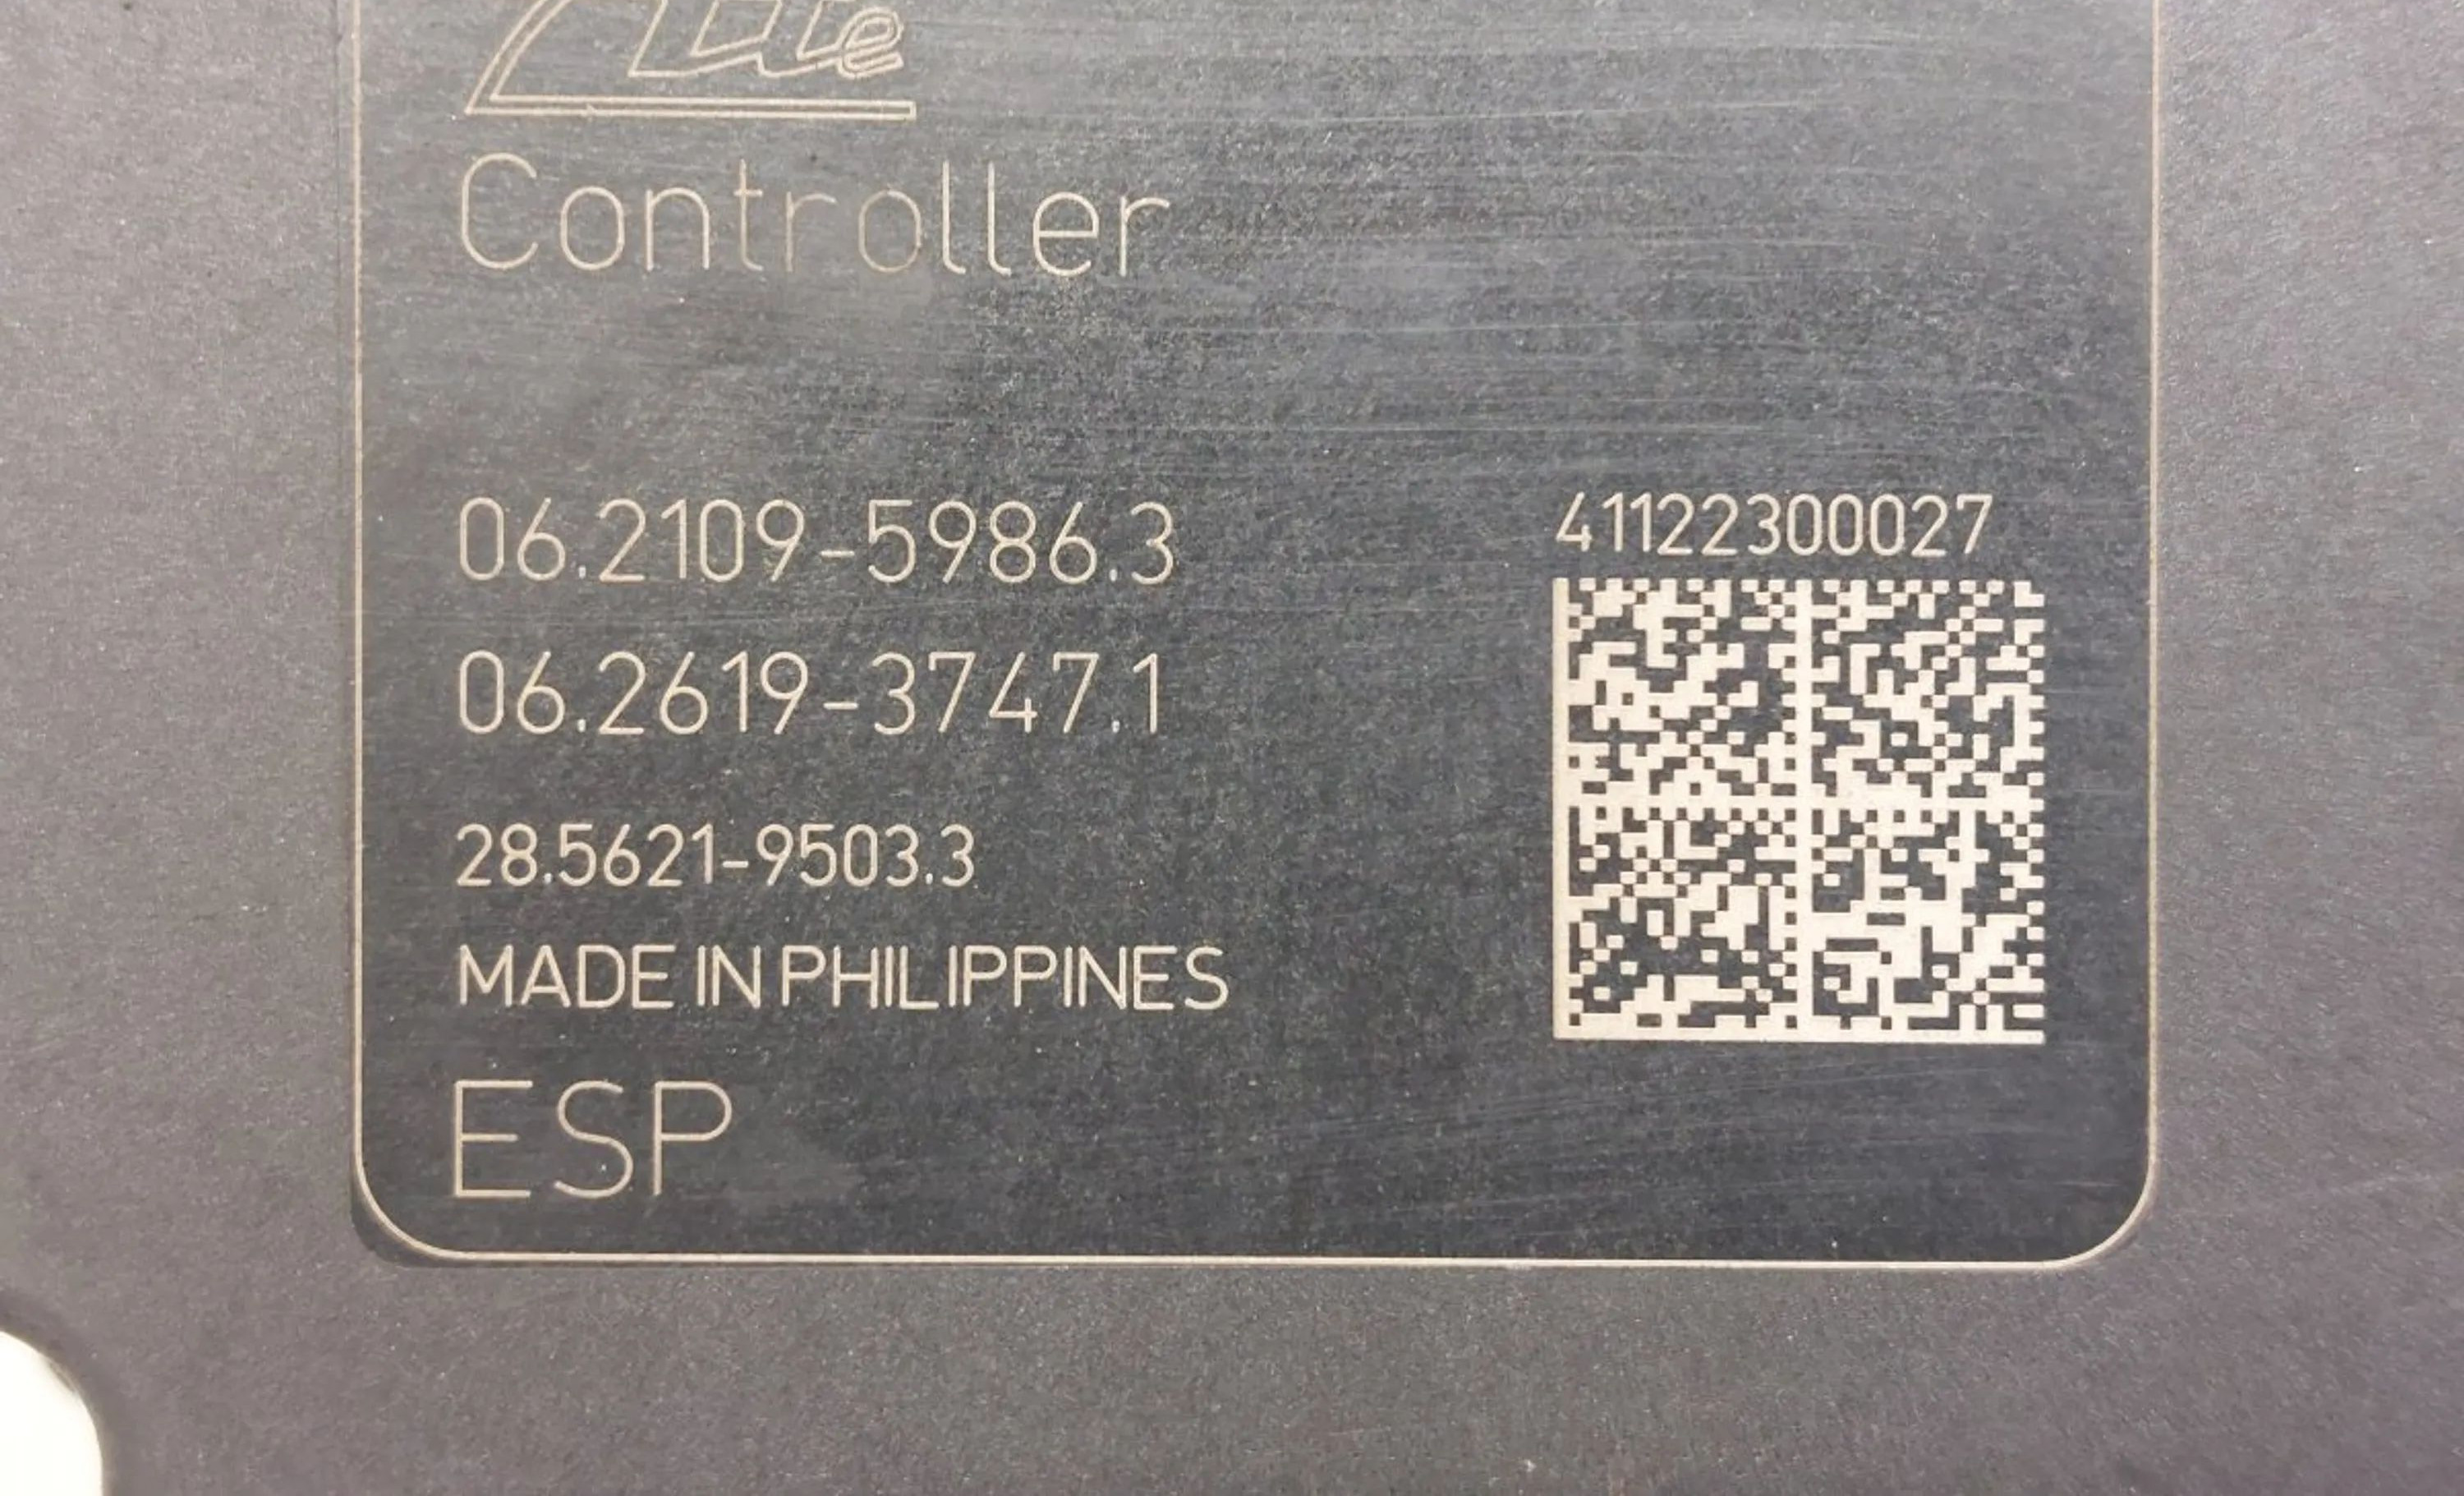 Controller
06.2109-5986.3
41122300027
06.2619-3747.1
28.5621-9503.3
MADE IN PHILIPPINES
ESP